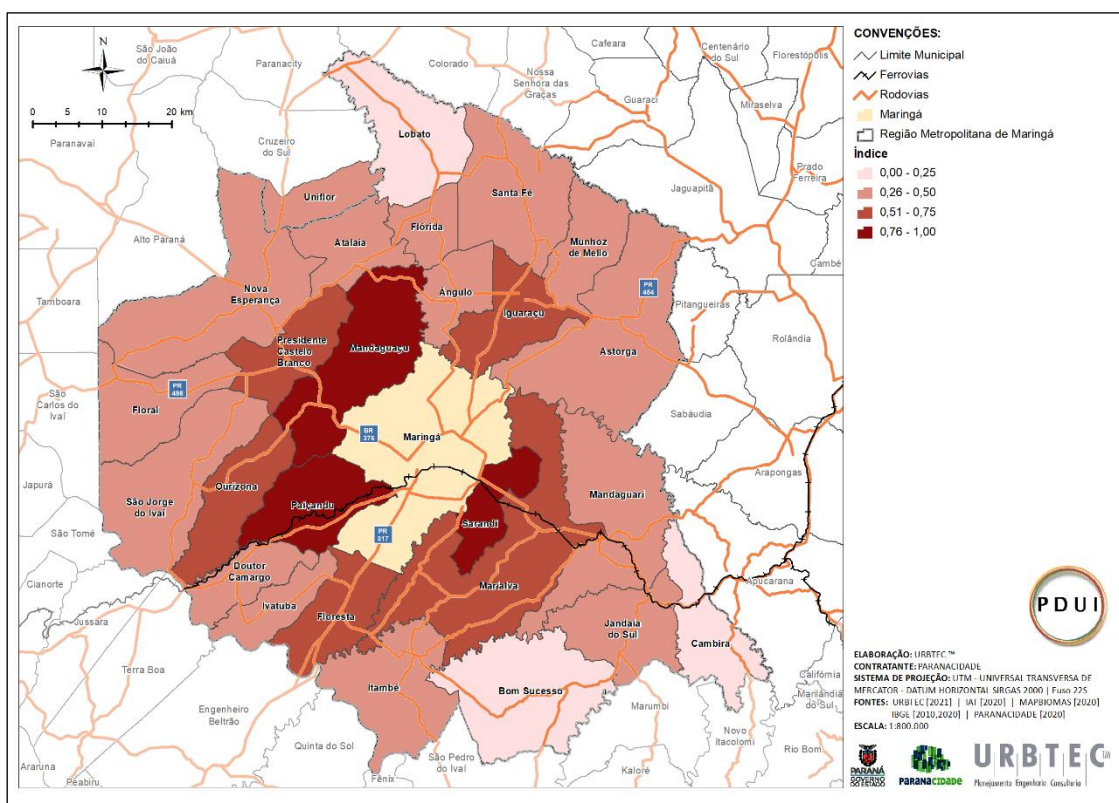 N
0 5 10 20 km
São João
do Caiuá
Paranacity
Colorado
Cafeara
Centenário
do Sul
Florestópolis
Nossa
Senhora das
Graças
Guaraci
Miraselva
Paranavaí
Cruzeiro
do Sul
Lobato
Prado
Ferreira
Santa Fé
Jaguapitã
Uniflor
Flórida
Alto Paraná
Atalaia
Munhoz
de Mello
Cambé
Tamboara
Nova
Esperança
Ângulo
PR
454
Pitangueiras
Iguaraçu
Rolândia
Presidente
Castelo
Branco
Mandaguaçu
Astorga
São
Carlos do
Ivaí
PR
498
Floraí
Sabáudia
BR
376
Maringá
Arapongas
Japurá
São Jorge
do Ivaí
Ourizona
Paiçandu
Mandaguari
Sarandi
São Tomé
PR
317
Cianorte
Doutor
Camargo
Marialva
Apucarana
Jussara
Ivatuba
Floresta
Jandaia
do Sul
Cambira
Terra Boa
Itambé
Bom Sucesso
Califórnia
Marilândia
do Sul
Engenheiro
Beltrão
Marumbi
Novo
Itacolomi
Quinta do Sol
São Pedro
do Ivaí
Rio Bom
Araruna
Peabiru
Fênix
Kaloré
CONVENÇÕES:
Limite Municipal
Ferrovias
Rodovias
Maringá
Região Metropolitana de Maringá
Índice
0,00 - 0,25
0,26 - 0,50
0,51 - 0,75
0,76 - 1,00
PDUI
ELABORAÇÃO: URBTEC ™
CONTRATANTE: PARANACIDADE
SISTEMA DE PROJEÇÃO: UTM - UNIVERSAL TRANSVERSA DE
MERCATOR - DATUM HORIZONTAL SIRGAS 2000 | Fuso 22S
FONTES: URBTEC [2021] | IAT [2020] | MAPBIOMAS [2020]
IBGE [2010,2020] | PARANACIDADE [2020]
ESCALA: 1:800.000
PARANÁ
GOVERNO
DO ESTADO
PARANACIDADE
URBTEC TM
Planejamento Engenharia Consultoria